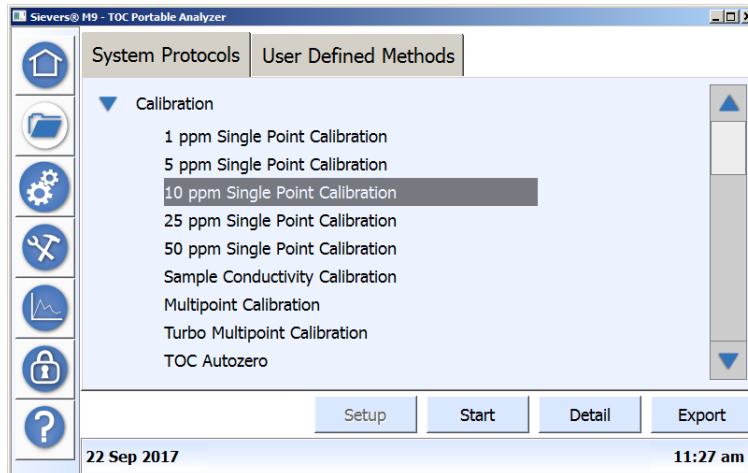 Sievers® M9 - TOC Portable Analyzer
System Protocols User Defined Methods
Calibration
1 ppm Single Point Calibration
5 ppm Single Point Calibration
10 ppm Single Point Calibration
25 ppm Single Point Calibration
50 ppm Single Point Calibration
Sample Conductivity Calibration
Multipoint Calibration
Turbo Multipoint Calibration
TOC Autozero
Setup Start Detail Export
22 Sep 2017 11:27 am